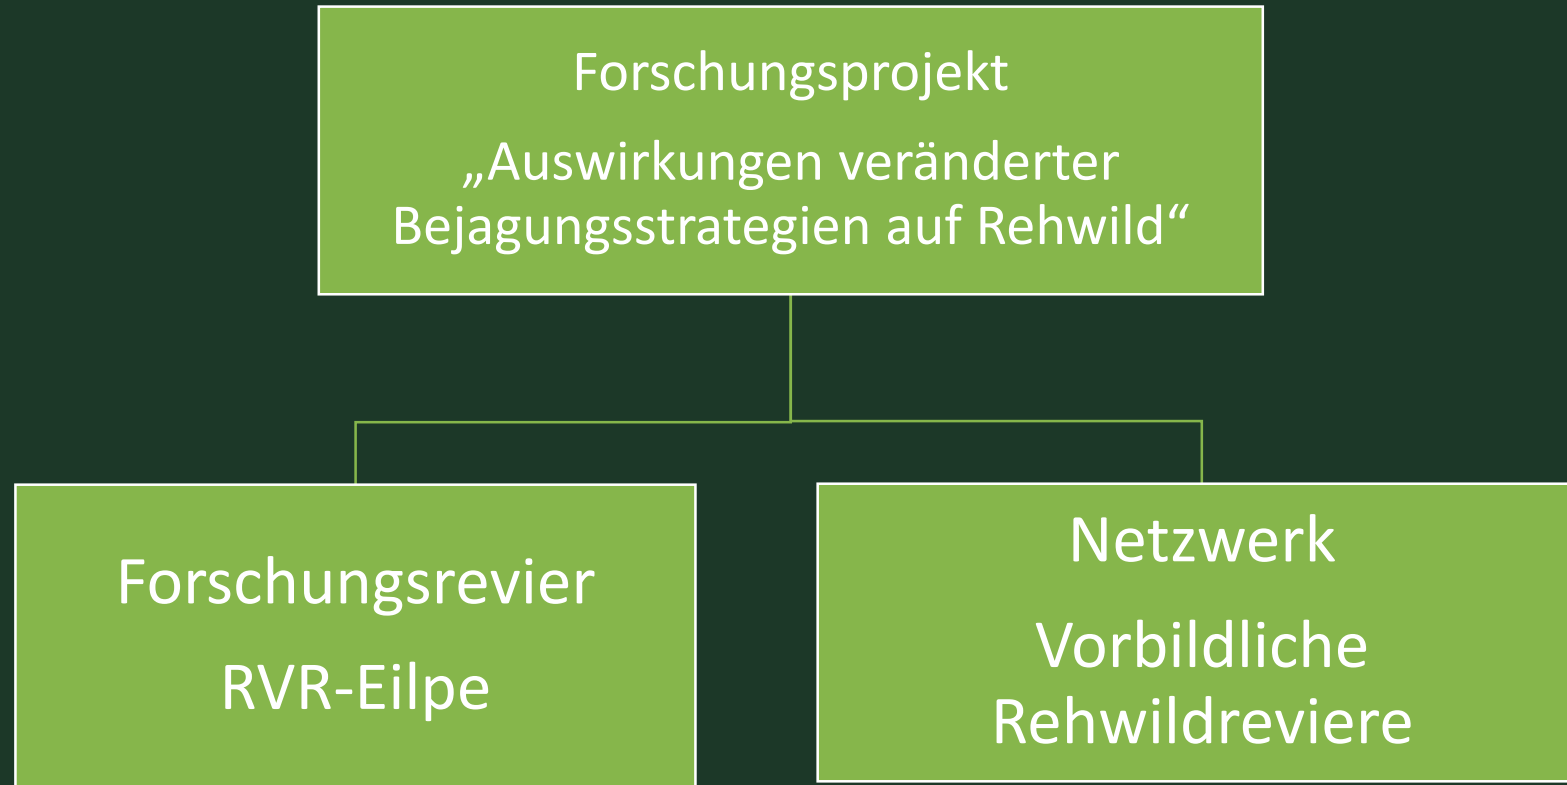 Forschungsprojekt
„Auswirkungen veränderter
Bejagungsstrategien auf Rehwild“
Forschungsrevier
RVR-Eilpe
Netzwerk
Vorbildliche
Rehwildreviere